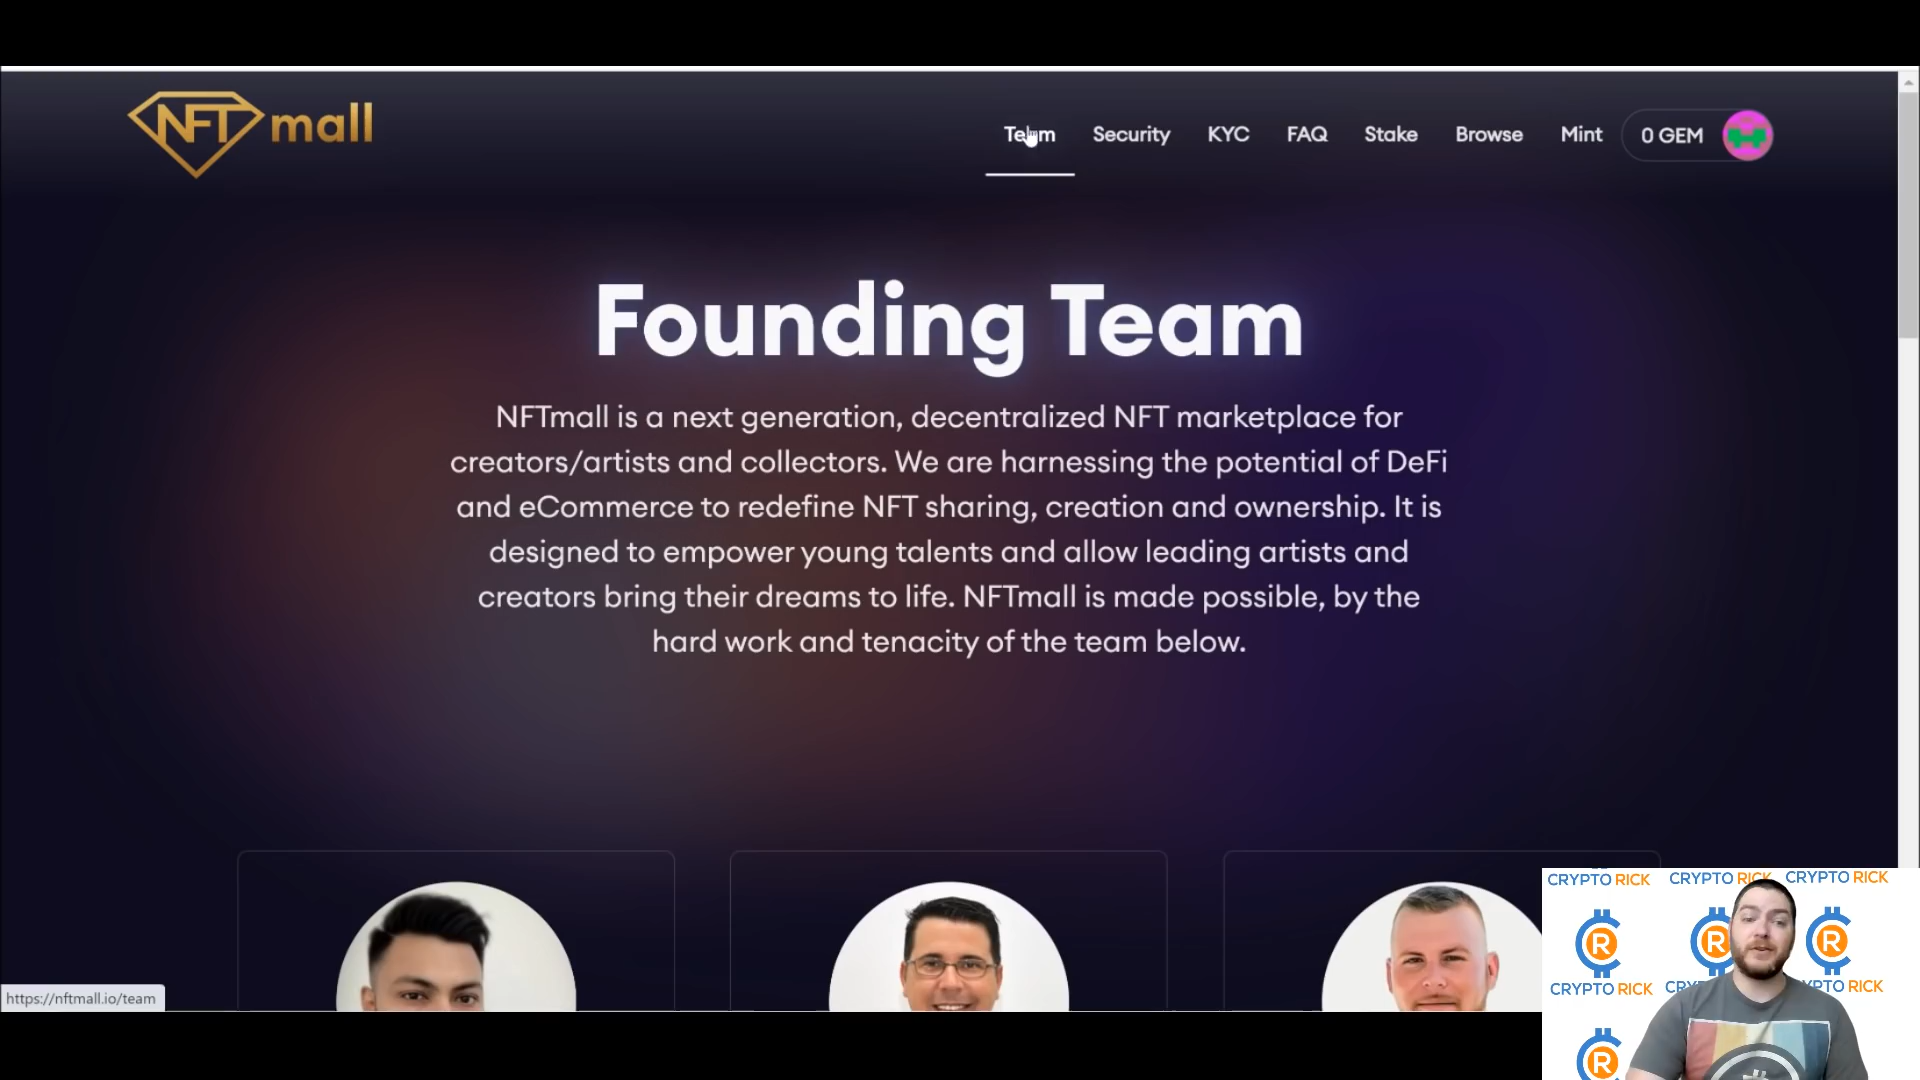 NFT mall
Team Security KYC FAQ Stake Browse Mint 0 GEM
Founding Team
NFTmall is a next generation, decentralized NFT marketplace for
creators/artists and collectors. We are harnessing the potential of DeFi
and eCommerce to redefine NFT sharing, creation and ownership. It is
designed to empower young talents and allow leading artists and
creators bring their dreams to life. NFTmall is made possible, by the
hard work and tenacity of the team below.
CRYPTO RICK CRYPTO RICK CRYPTO RICK
R R R
CRYPTO RICK
R
https://nftmall.io/team